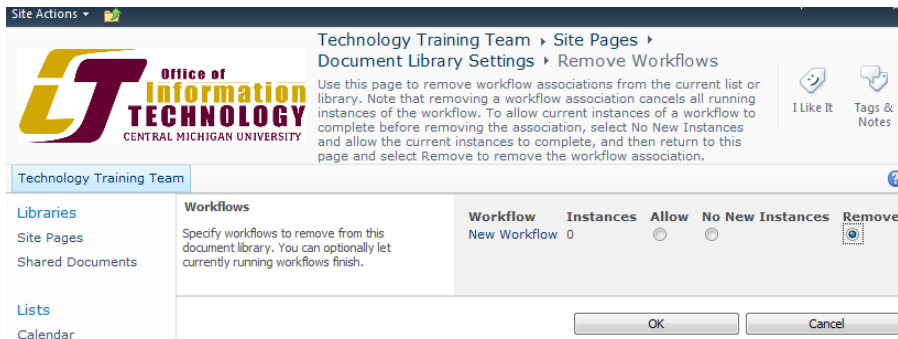 Site Actions
Technology Training Team ▸ Site Pages ▸
Document Library Settings ▸ Remove Workflows
Office of
Information
TECHNOLOGY
CENTRAL MICHIGAN UNIVERSITY
Use this page to remove workflow associations from the current list or
library. Note that removing a workflow association cancels all running
instances of the workflow. To allow current instances of a workflow to
complete before removing the association, select No New Instances
and allow the current instances to complete, and then return to this
page and select Remove to remove the workflow association.
I Like It
Tags &
Notes
Technology Training Team
Libraries
Site Pages
Shared Documents
Lists
Calendar
Workflows
Specify workflows to remove from this
document library. You can optionally let
currently running workflows finish.
Workflow Instances Allow No New Instances Remove
New Workflow 0
OK Cancel